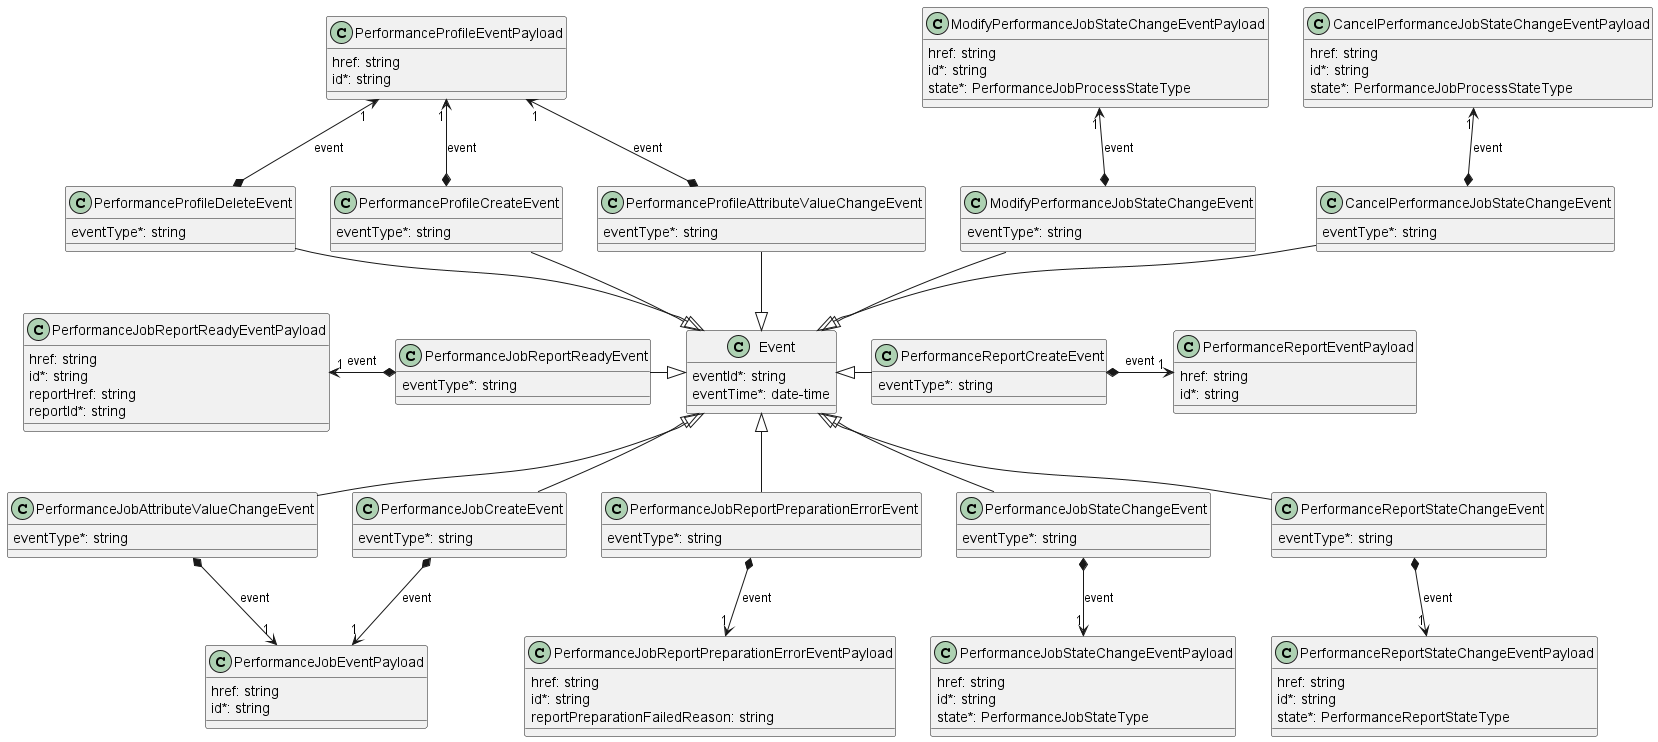 C PerformanceProfileEventPayload
href: string
id*: string
C ModifyPerformanceJobStateChangeEventPayload
href: string
id*: string
state*: PerformanceJobProcessStateType
C CancelPerformanceJobStateChangeEventPayload
href: string
id*: string
state*: PerformanceJobProcessStateType
1
event
1
event
1
event
1
event
1
event
C PerformanceProfileDeleteEvent
eventType*: string
C PerformanceProfileCreateEvent
eventType*: string
C PerformanceProfileAttributeValueChangeEvent
eventType*: string
C ModifyPerformanceJobStateChangeEvent
eventType*: string
C CancelPerformanceJobStateChangeEvent
eventType*: string
C PerformanceJobReportReadyEventPayload
href: string
id*: string
reportHref: string
reportId*: string
1 event
C PerformanceJobReportReadyEvent
eventType*: string
C Event
eventId*: string
eventTime*: date-time
C PerformanceReportCreateEvent
eventType*: string
event 1
C PerformanceReportEventPayload
href: string
id*: string
C PerformanceJobAttributeValueChangeEvent
eventType*: string
C PerformanceJobCreateEvent
eventType*: string
C PerformanceJobReportPreparationErrorEvent
eventType*: string
C PerformanceJobStateChangeEvent
eventType*: string
C PerformanceReportStateChangeEvent
eventType*: string
event
1
event
1
event
1
event
1
event
1
C PerformanceJobEventPayload
href: string
id*: string
C PerformanceJobReportPreparationErrorEventPayload
href: string
id*: string
reportPreparationFailedReason: string
C PerformanceJobStateChangeEventPayload
href: string
id*: string
state*: PerformanceJobStateType
C PerformanceReportStateChangeEventPayload
href: string
id*: string
state*: PerformanceReportStateType